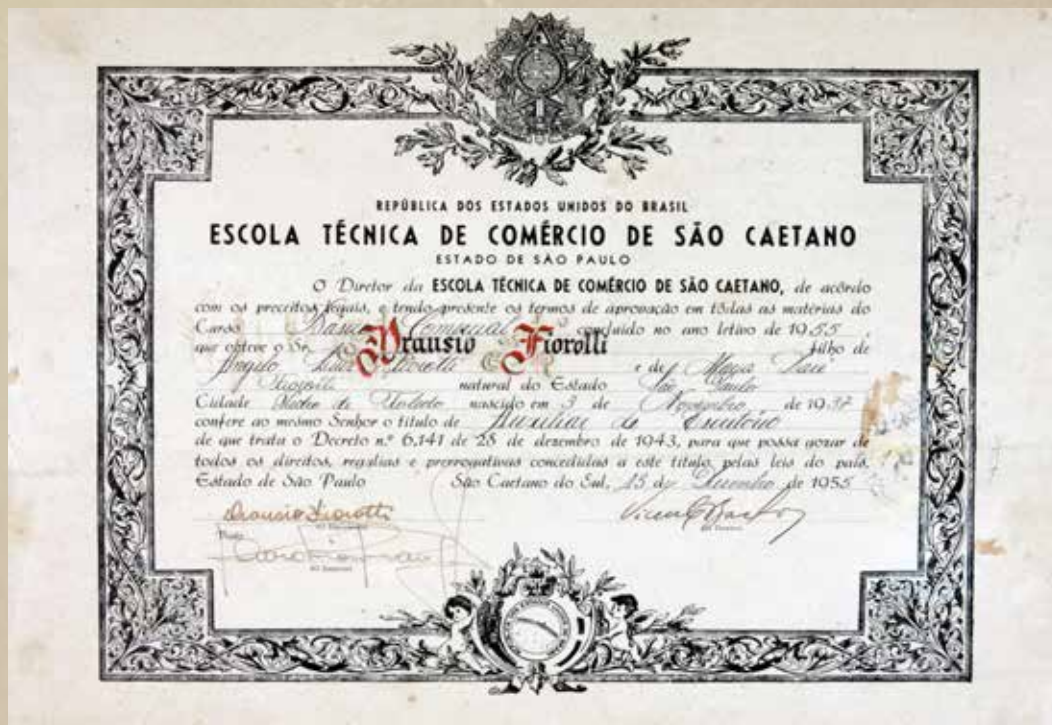 REPÚBLICA DOS ESTADOS UNIDOS DO BRASIL
ESCOLA TÉCNICA DE COMÉRCIO DE SÃO CAETANO
ESTADO DE SÃO PAULO
O Diretor da ESCOLA TÉCNICA DE COMÉRCIO DE SÃO CAETANO, de acôrdo
com os preceitos legais, e tendo presente os termos de aprovação em tôdas as matérias do
Curso Básico Comercial concluído no ano letivo de 1955,
que obteve o Sr. Drausio Fiorolli filho de
Angelo Fiorolli e de
Fiorolli natural do Estado São Paulo
Cidade nascido em 3 de Novembro de 1937
confere ao mesmo Senhor o título de Auxiliar de Escritório
de que trata o Decreto n.º 6,141 de 28 de dezembro de 1943, para que possa gozar de
todos os direitos, regalias e prerrogativas concedidas a este título, pelas leis do país.
Estado de São Paulo São Caetano do Sul, 15 de Dezembro de 1955
Drausio Fiorolli